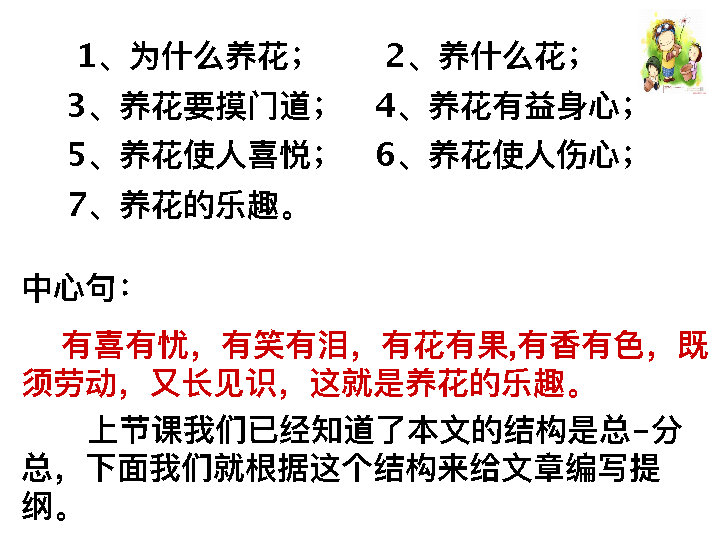 1、为什么养花； 2、养什么花；
3、养花要摸门道； 4、养花有益身心；
5、养花使人喜悦； 6、养花使人伤心；
7、养花的乐趣。
中心句：
有喜有忧，有笑有泪，有花有果,有香有色，既
须劳动，又长见识，这就是养花的乐趣。
上节课我们已经知道了本文的结构是总-分
总，下面我们就根据这个结构来给文章编写提
纲。